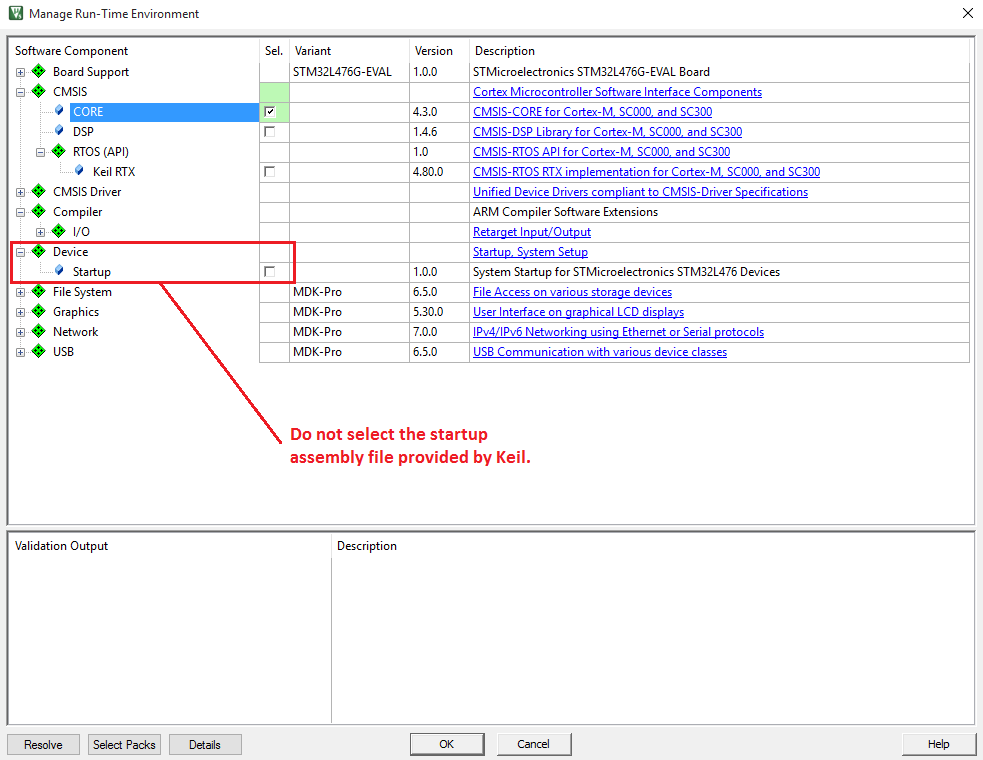 Manage Run-Time Environment
Software Component Sel. Variant Version Description
Board Support STM32L476G-EVAL 1.0.0 STMicroelectronics STM32L476G-EVAL Board
CMSIS Cortex Microcontroller Software Interface Components
CORE 4.3.0 CMSIS-CORE for Cortex-M, SC000, and SC300
DSP 1.4.6 CMSIS-DSP Library for Cortex-M, SC000, and SC300
RTOS (API) 1.0 CMSIS-RTOS API for Cortex-M, SC000, and SC300
Keil RTX 4.80.0 CMSIS-RTOS RTX implementation for Cortex-M, SC000, and SC300
CMSIS Driver Unified Device Drivers compliant to CMSIS-Driver Specifications
Compiler ARM Compiler Software Extensions
I/O Retarget Input/Output
Device Startup, System Setup
Startup 1.0.0 System Startup for STMicroelectronics STM32L476 Devices
File System MDK-Pro 6.5.0 File Access on various storage devices
Graphics MDK-Pro 5.30.0 User Interface on graphical LCD displays
Network MDK-Pro 7.0.0 IPv4/IPv6 Networking using Ethernet or Serial protocols
USB MDK-Pro 6.5.0 USB Communication with various device classes
Do not select the startup
assembly file provided by Keil.
Validation Output Description
Resolve Select Packs Details OK Cancel Help